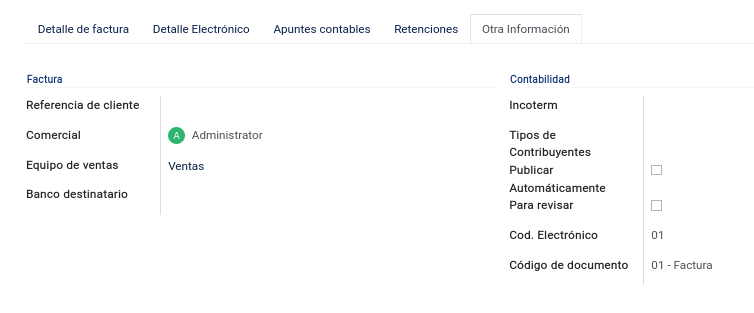 Detalle de factura Detalle Electrónico Apuntes contables Retenciones Otra Información
Factura
Referencia de cliente
Comercial A Administrator
Equipo de ventas Ventas
Banco destinatario
Contabilidad
Incoterm
Tipos de
Contribuyentes
Publicar
Automáticamente
Para revisar
Cod. Electrónico 01
Código de documento 01 - Factura